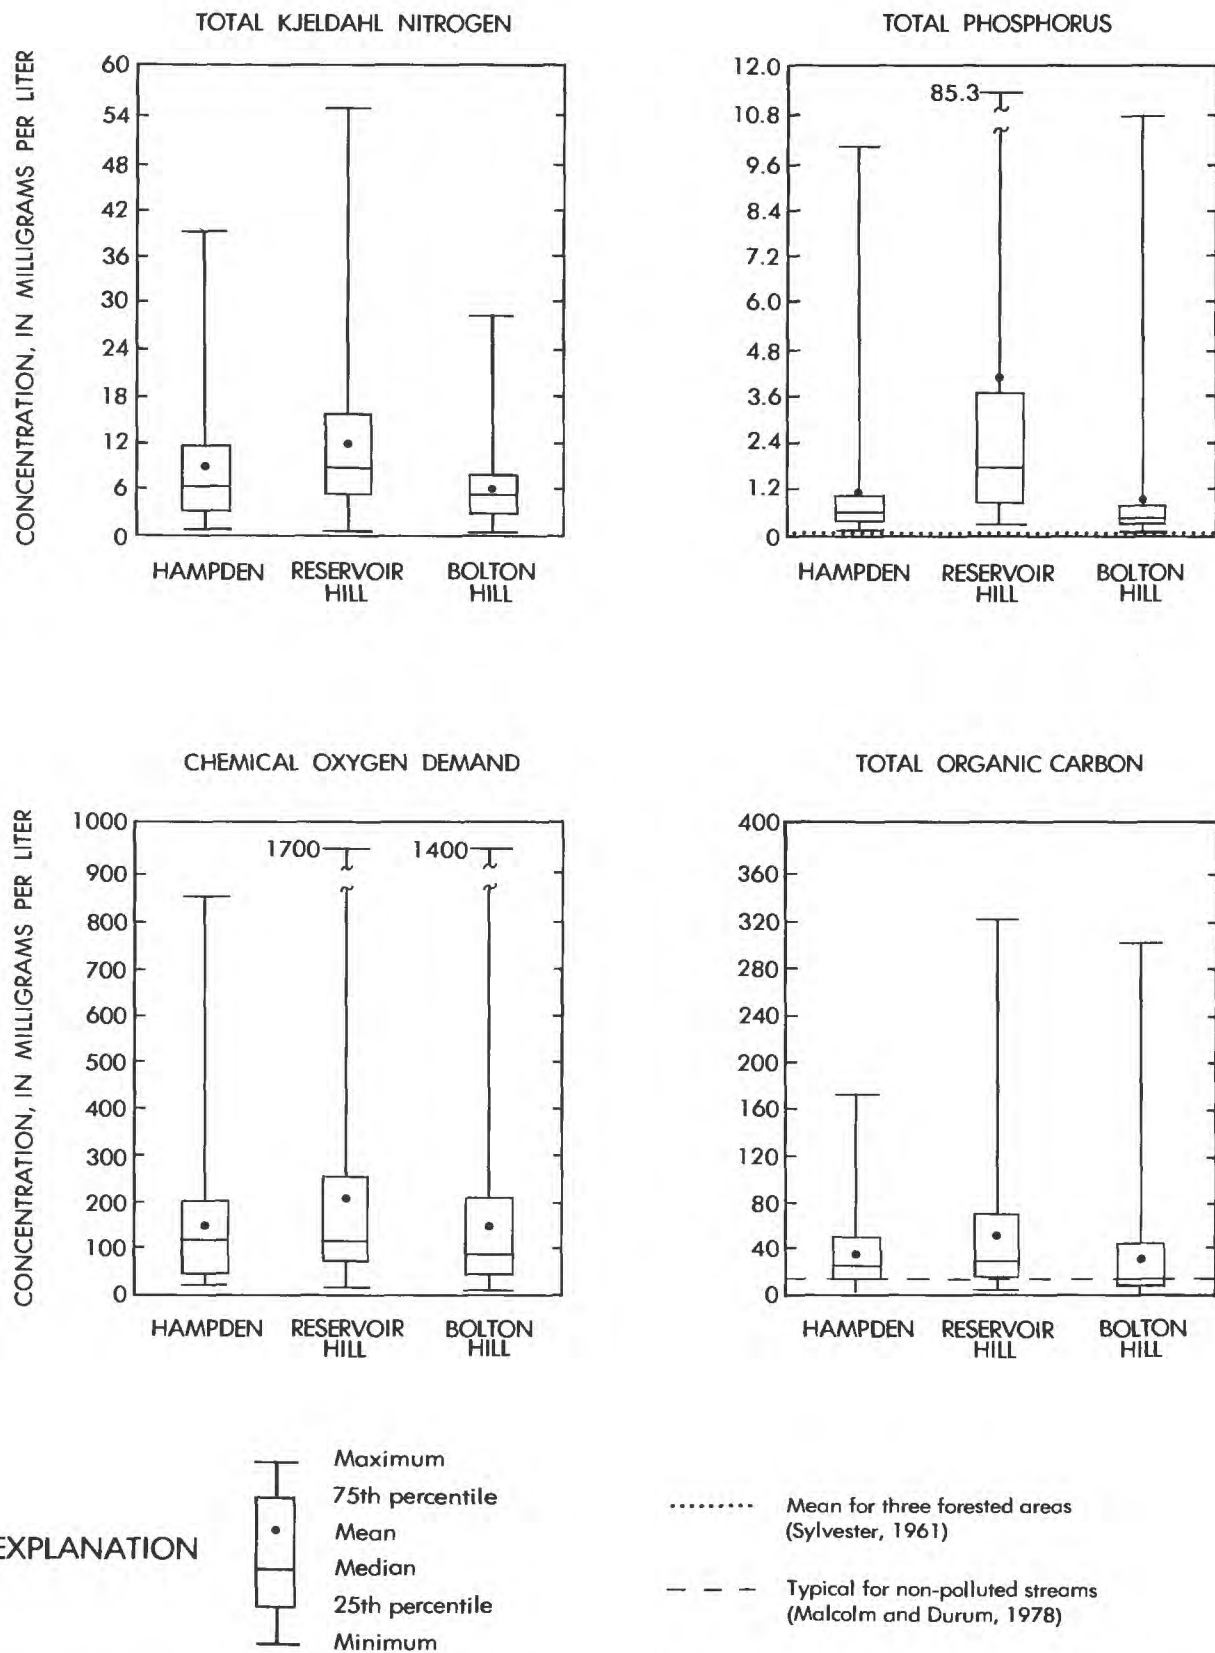 TOTAL KJELDAHL NITROGEN
CONCENTRATION, IN MILLIGRAMS PER LITER
60
54
48
42
36
30
24
18
12
6
0
HAMPDEN
RESERVOIR
HILL
BOLTON
HILL
TOTAL PHOSPHORUS
12.0
10.8
9.6
8.4
7.2
6.0
4.8
3.6
2.4
1.2
0
85.3
HAMPDEN
RESERVOIR
HILL
BOLTON
HILL
CHEMICAL OXYGEN DEMAND
CONCENTRATION, IN MILLIGRAMS PER LITER
1000
900
800
700
600
500
400
300
200
100
0
1700
1400
HAMPDEN
RESERVOIR
HILL
BOLTON
HILL
TOTAL ORGANIC CARBON
400
360
320
280
240
200
160
120
80
40
0
HAMPDEN
RESERVOIR
HILL
BOLTON
HILL
EXPLANATION
Maximum
75th percentile
Mean
Median
25th percentile
Minimum
Mean for three forested areas
(Sylvester, 1961)
Typical for non-polluted streams
(Malcolm and Durum, 1978)